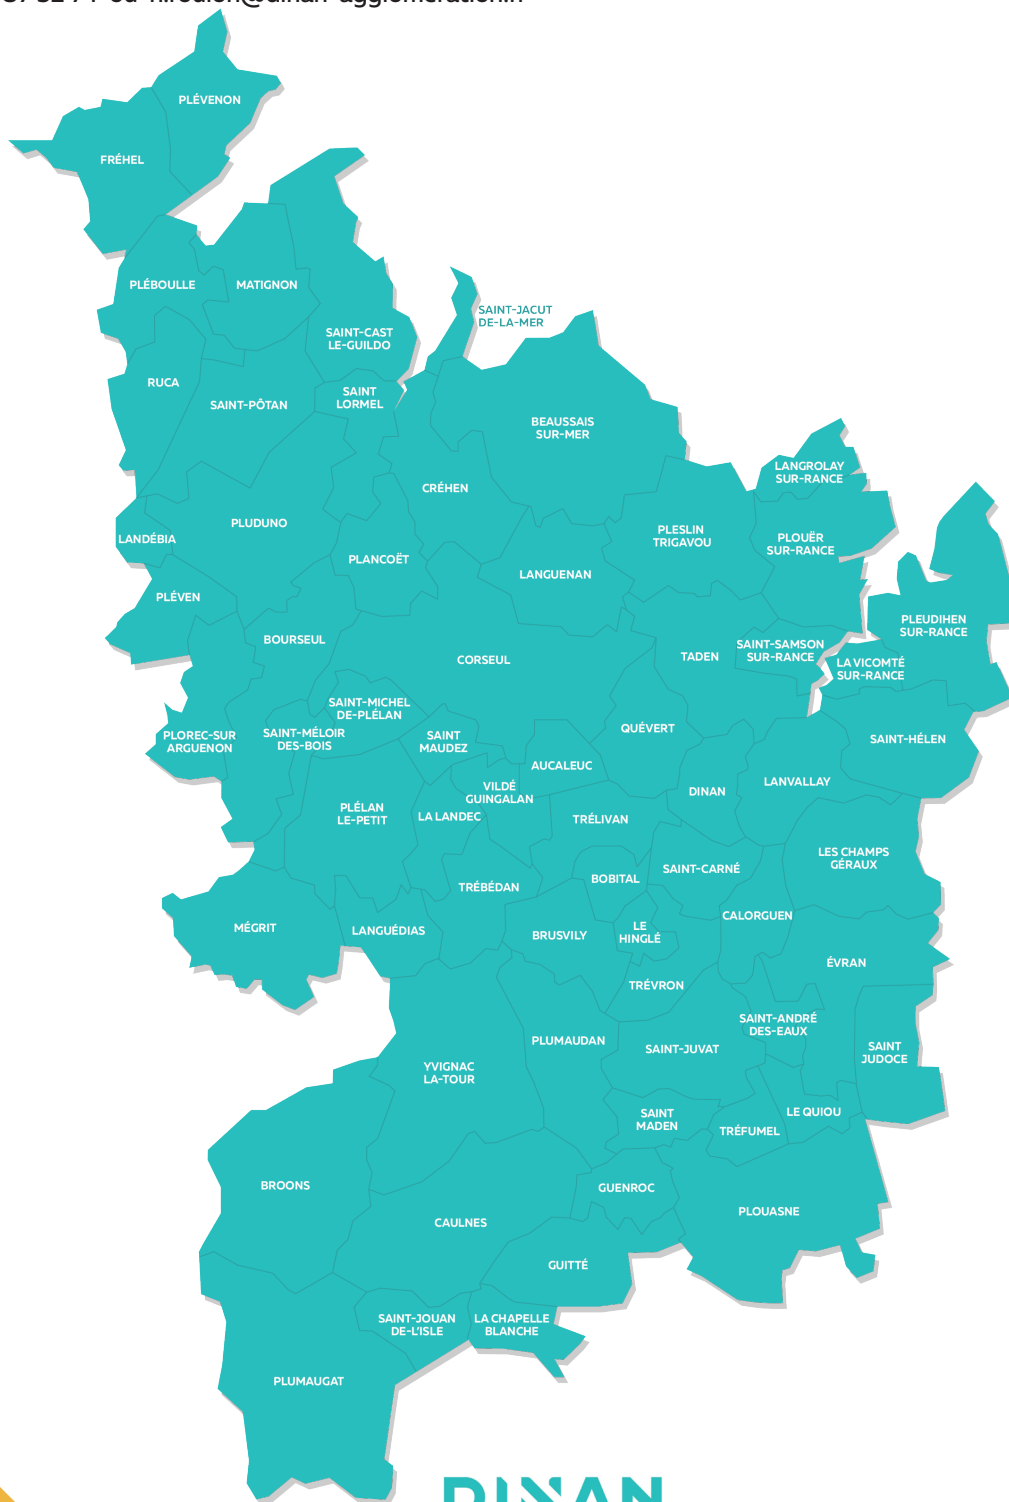 PLÉVENON
FRÉHEL
PLÉBOULLE
MATIGNON
SAINT-JACUT
DE-LA-MER
SAINT-CAST
LE-GUILDO
RUCA
SAINT-PÔTAN
SAINT
LORMEL
BEAUSSAIS
SUR-MER
LANGROLAY
SUR-RANCE
CRÉHEN
PLUDUNO
LANDÉBIA
PLESLIN
TRIGAVOU
PLOUËR
SUR-RANCE
PLANCOËT
LANGUENAN
PLÉVEN
PLEUDIHEN
SUR-RANCE
BOURSEUL
CORSEUL
TADEN
SAINT-SAMSON
SUR-RANCE
LA VICOMTÉ
SUR-RANCE
SAINT-MICHEL
DE-PLÉLAN
PLOREC-SUR
ARGUENON
SAINT-MÉLOIR
DES-BOIS
SAINT
MAUDEZ
QUÉVERT
SAINT-HÉLEN
AUCALEUC
VILDÉ
GUINGALAN
DINAN
LANVALLAY
PLÉLAN
LE-PETIT
LA LANDEC
TRÉLIVAN
LES CHAMPS
GÉRAUX
TRÉBÉDAN
BOBITAL
SAINT-CARNÉ
CALORGUEN
MÉGRIT
LANGUÉDIAS
BRUSVILY
LE
HINGLÉ
ÉVRAN
TRÉVRON
SAINT-ANDRÉ
DES-EAUX
PLUMAUDAN
SAINT-JUVAT
SAINT
JUDOCE
YVIGNAC
LA-TOUR
SAINT
MADEN
TRÉFUMEL
LE QUIOU
BROONS
GUENROC
PLOUASNE
CAULNES
GUITTÉ
SAINT-JOUAN
DE-L'ISLE
LA CHAPELLE
BLANCHE
PLUMAUGAT
DINAN